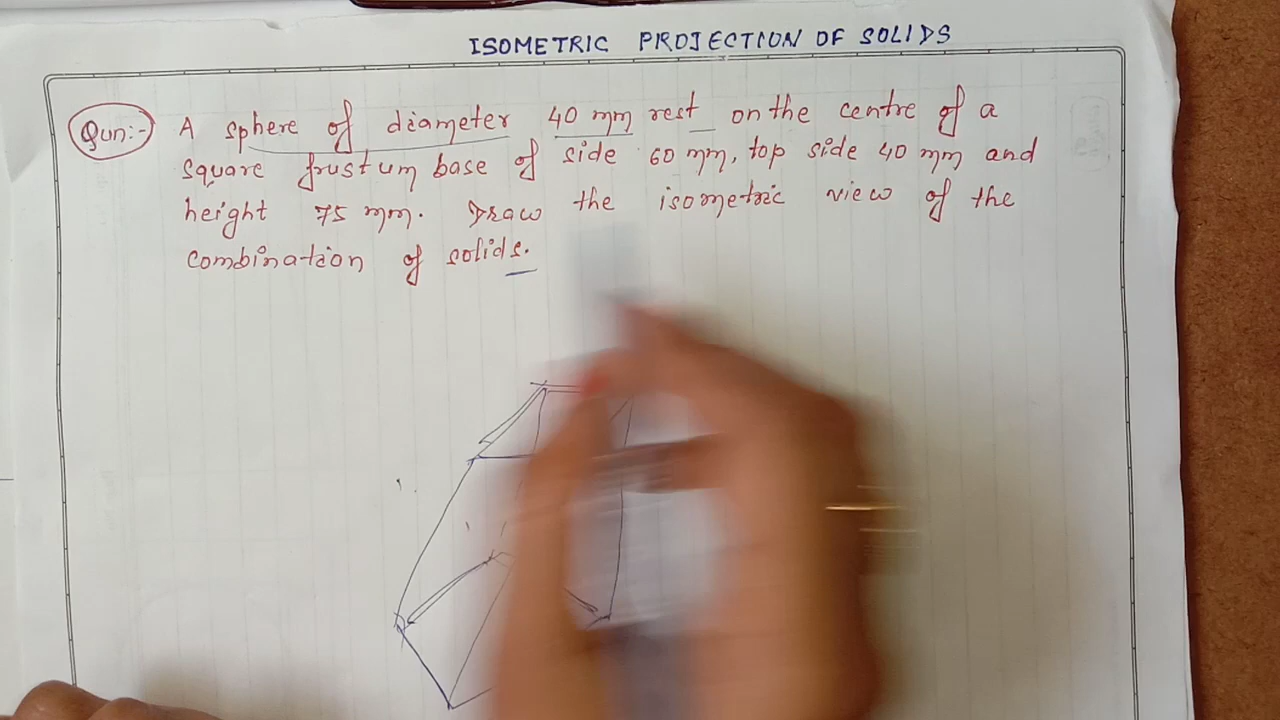 ISOMETRIC PROJECTION OF SOLIDS
Qun:- A sphere of diameter 40 mm rest on the centre of a
square frustum base of side 60 mm, top side 40 mm and
height 75 mm. Draw the isometric view of the
combination of solids.